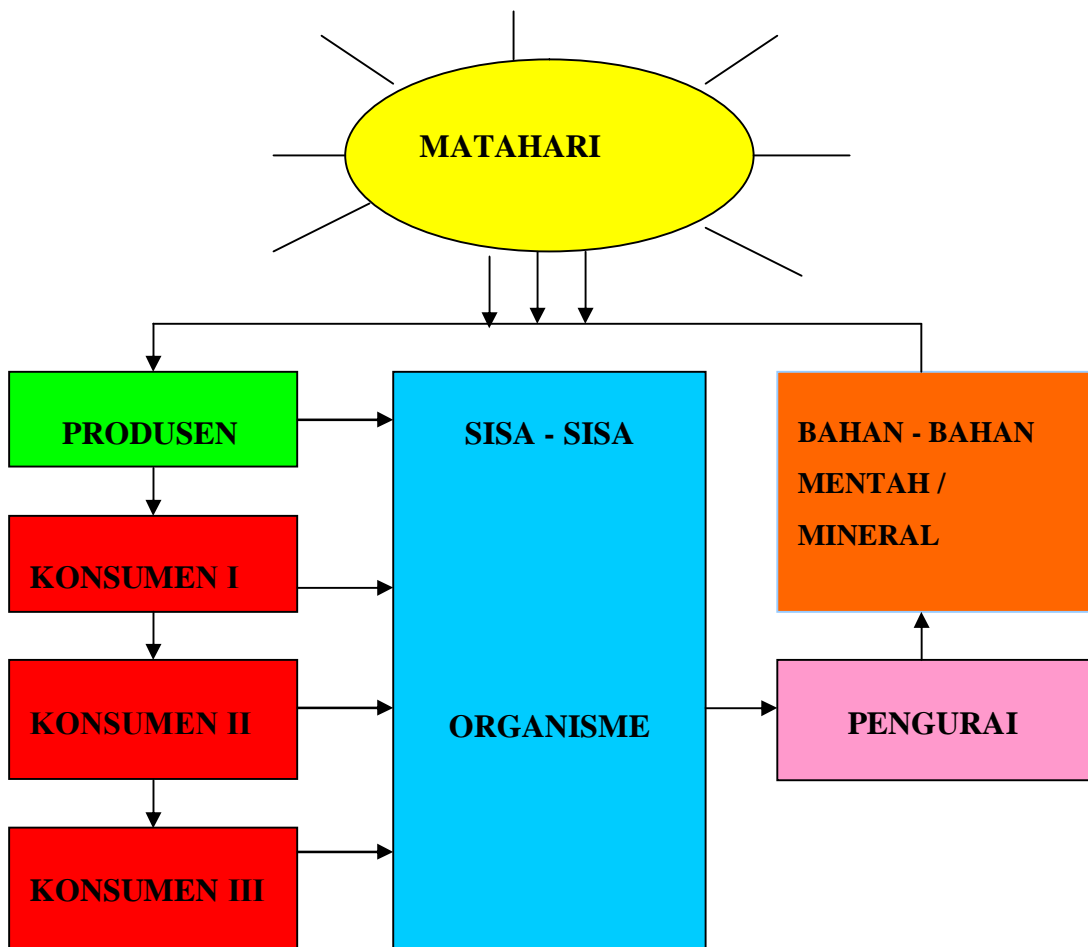 MATAHARI
PRODUSEN
KONSUMEN I
KONSUMEN II
KONSUMEN III
SISA - SISA
ORGANISME
BAHAN - BAHAN
MENTAH /
MINERAL
PENGURAI